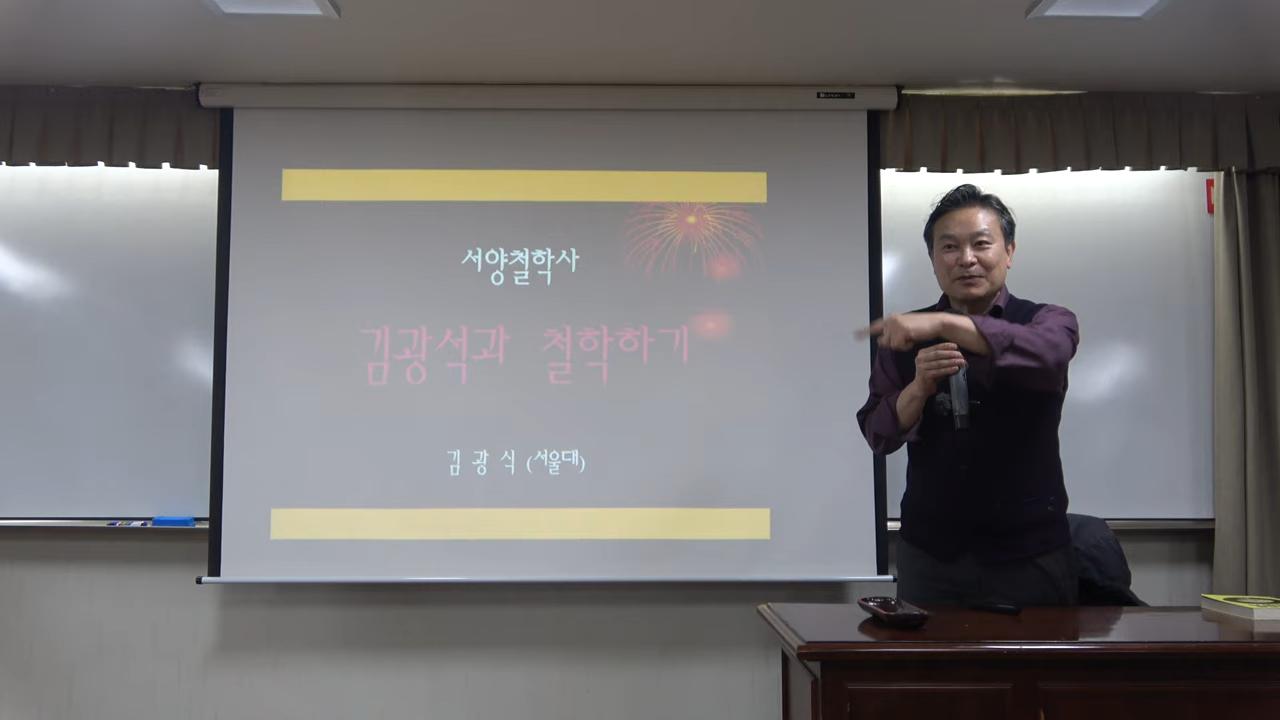 서양철학사
김광석과 철학하기
김 광 식 (서울대)